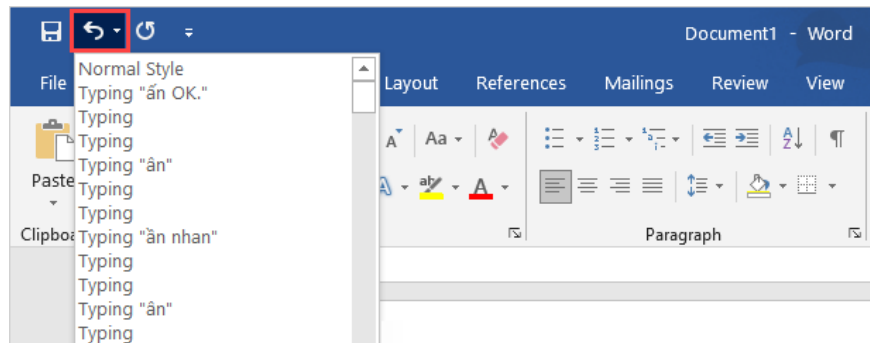 Document1 - Word
File Layout References Mailings Review View
Normal Style
Typing "ấn OK."
Typing
Typing
Typing "ân"
Typing
Typing
Typing "ần nhan"
Typing
Typing
Typing "ân"
Typing
Paste
Aa
Paragraph